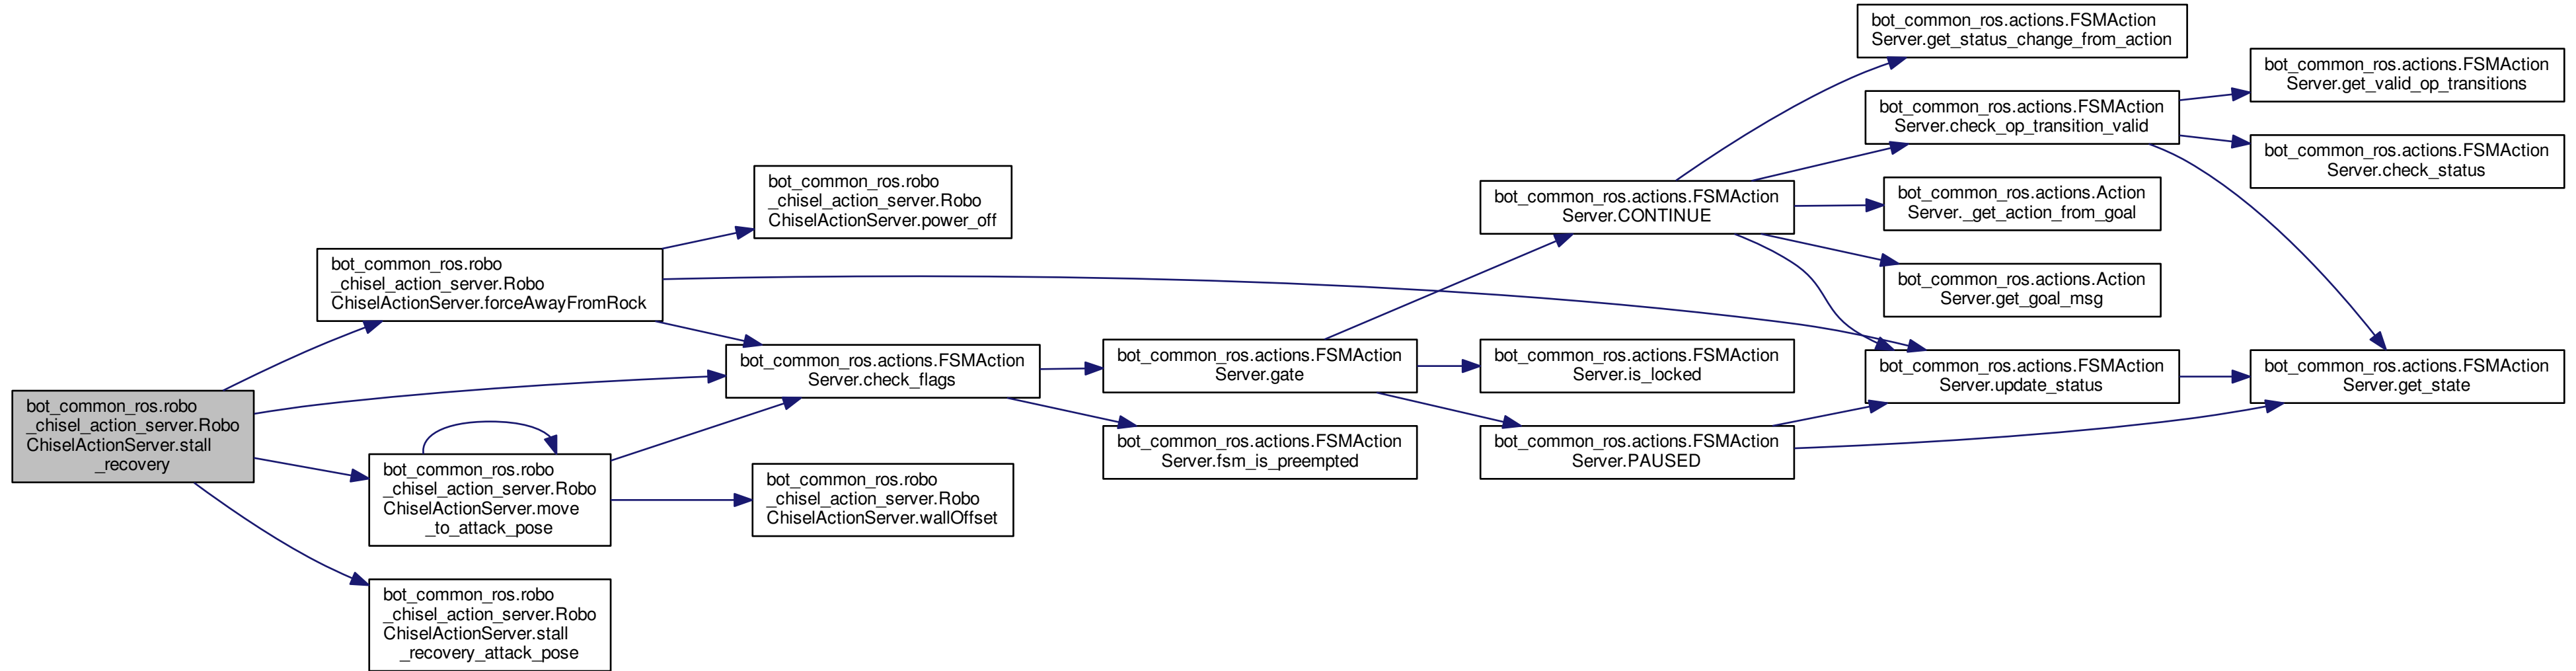 bot_common_ros.robo
_chisel_action_server.Robo
ChiselActionServer.stall
_recovery
bot_common_ros.robo
_chisel_action_server.Robo
ChiselActionServer.forceAwayFromRock
bot_common_ros.robo
_chisel_action_server.Robo
ChiselActionServer.move
_to_attack_pose
bot_common_ros.robo
_chisel_action_server.Robo
ChiselActionServer.stall
_recovery_attack_pose
bot_common_ros.robo
_chisel_action_server.Robo
ChiselActionServer.power_off
bot_common_ros.actions.FSMAction
Server.check_flags
bot_common_ros.robo
_chisel_action_server.Robo
ChiselActionServer.wallOffset
bot_common_ros.actions.FSMAction
Server.gate
bot_common_ros.actions.FSMAction
Server.fsm_is_preempted
bot_common_ros.actions.FSMAction
Server.CONTINUE
bot_common_ros.actions.FSMAction
Server.is_locked
bot_common_ros.actions.FSMAction
Server.PAUSED
bot_common_ros.actions.FSMAction
Server.get_status_change_from_action
bot_common_ros.actions.FSMAction
Server.check_op_transition_valid
bot_common_ros.actions.Action
Server._get_action_from_goal
bot_common_ros.actions.Action
Server.get_goal_msg
bot_common_ros.actions.FSMAction
Server.update_status
bot_common_ros.actions.FSMAction
Server.get_valid_op_transitions
bot_common_ros.actions.FSMAction
Server.check_status
bot_common_ros.actions.FSMAction
Server.get_state